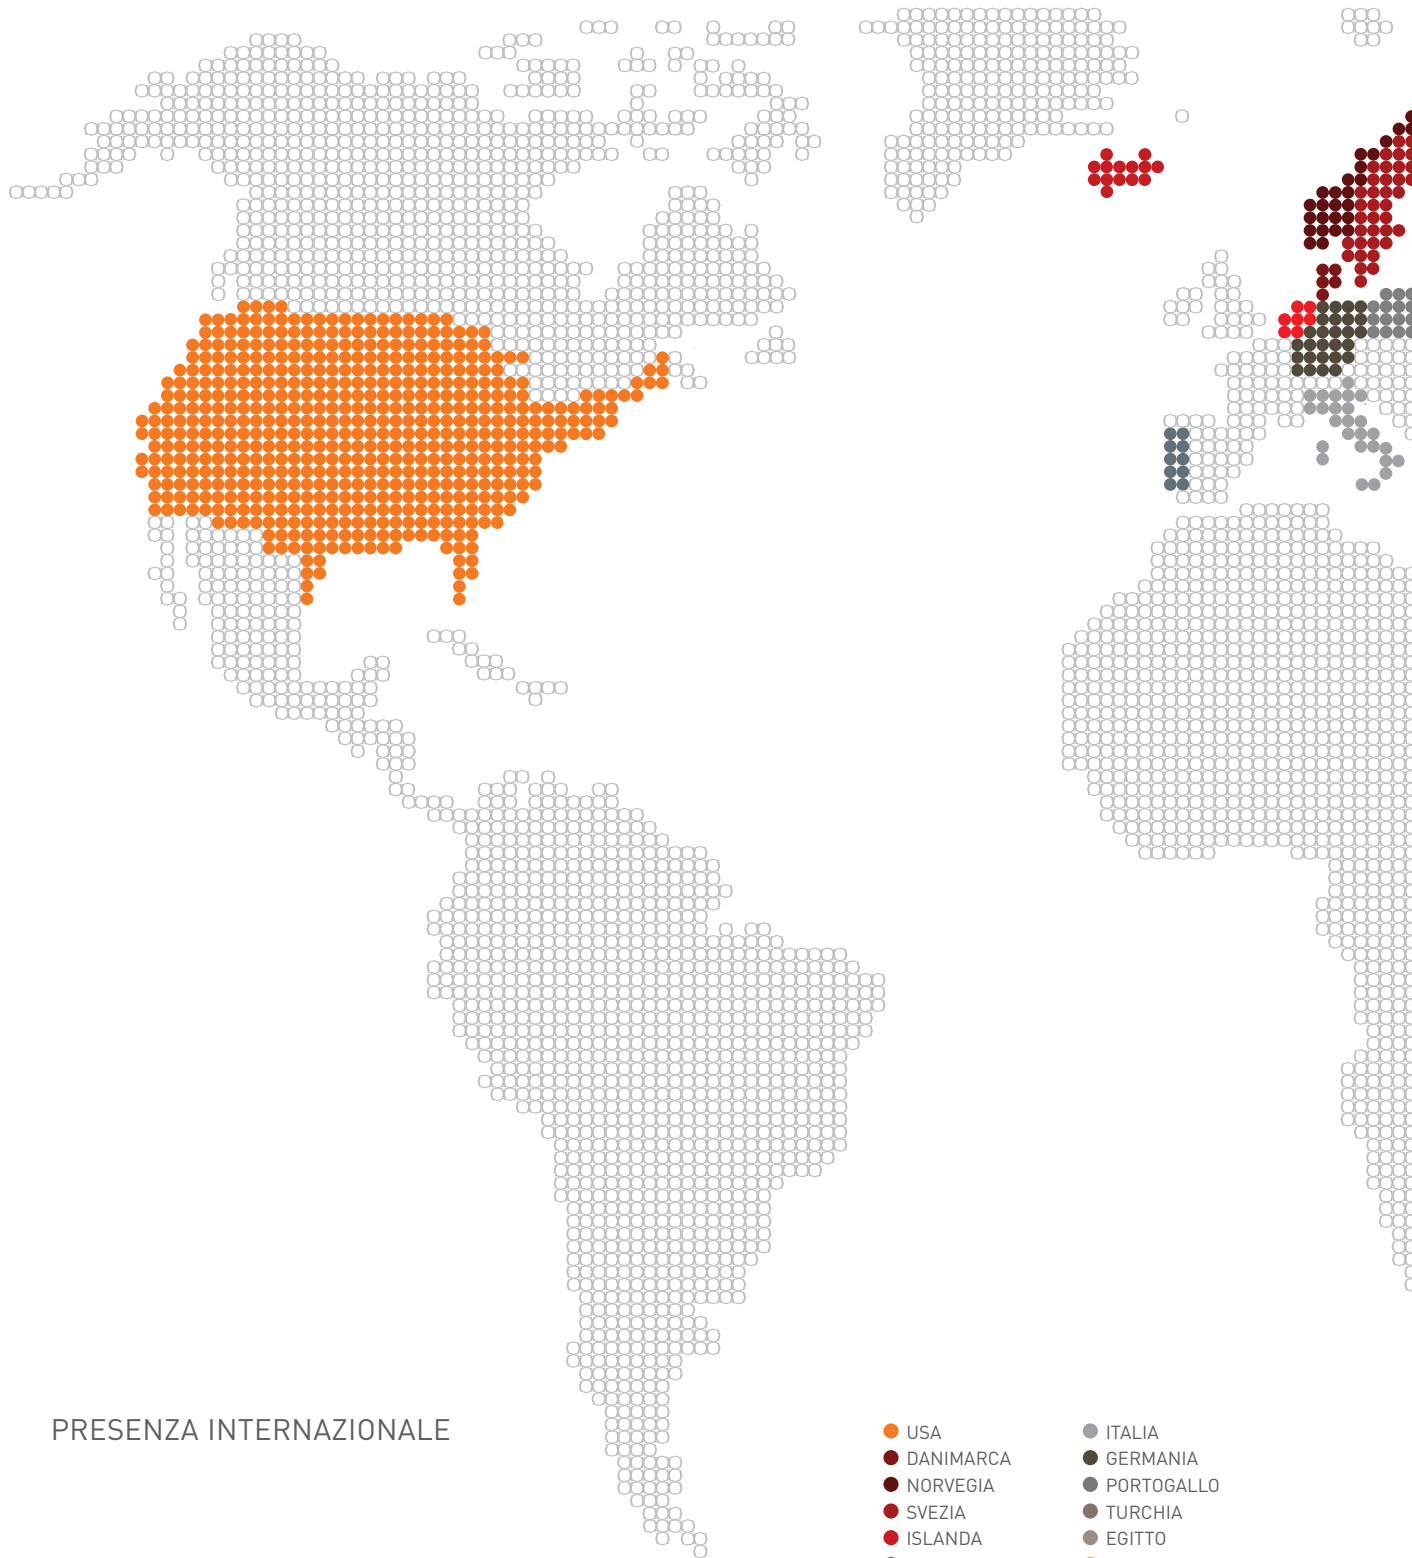 PRESENZA INTERNAZIONALE
USA
DANIMARCA
NORVEGIA
SVEZIA
ISLANDA
ITALIA
GERMANIA
PORTOGALLO
TURCHIA
EGITTO